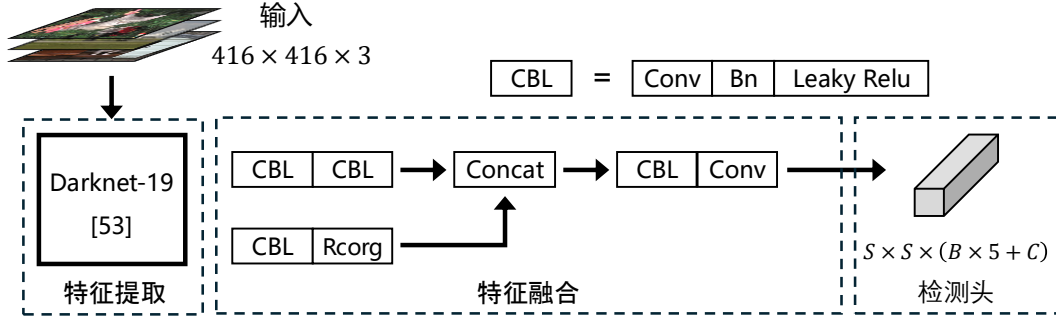 输入
416 × 416 × 3
CBL = Conv Bn Leaky Relu
Darknet-19
[53]
特征提取
CBL CBL Concat CBL Conv
CBL Rcorg
特征融合
S × S × (B × 5 + C)
检测头